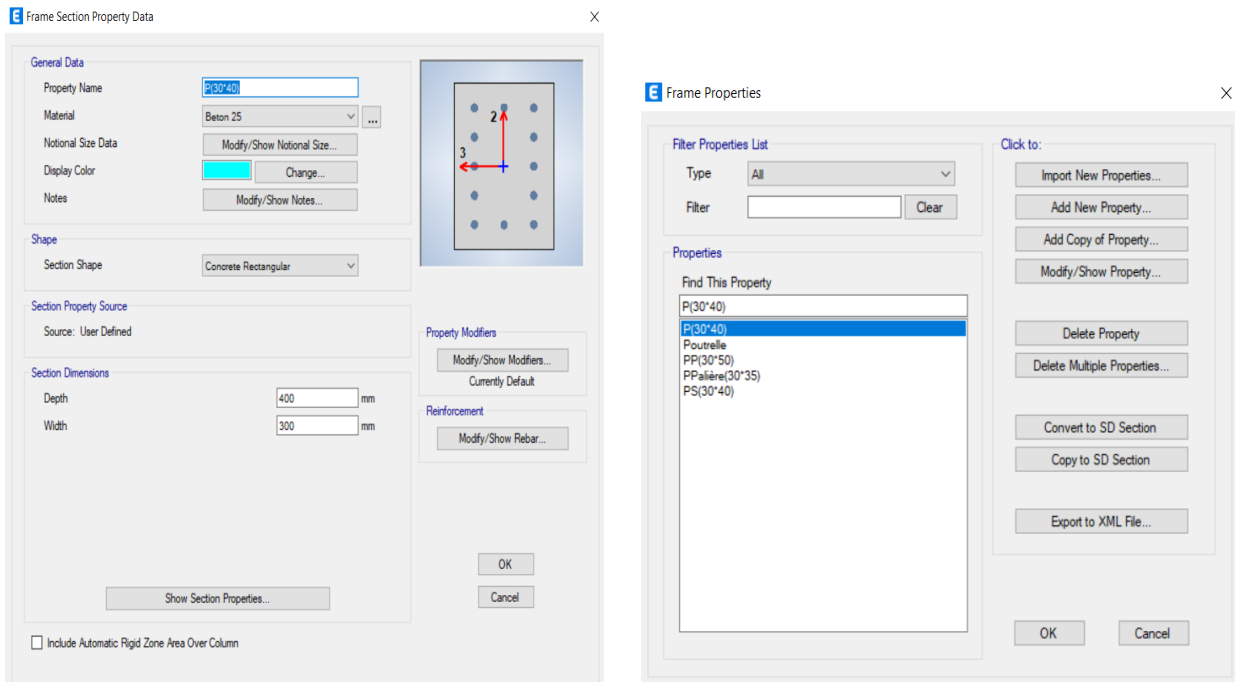 E Frame Section Property Data
General Data
Property Name P(30*40)
Material Beton 25 ...
Notional Size Data Modify/Show Notional Size...
Display Color Change...
Notes Modify/Show Notes...
Shape
Section Shape Concrete Rectangular
Section Property Source
Source: User Defined
Section Dimensions
Depth 400 mm
Width 300 mm
Show Section Properties...
Include Automatic Rigid Zone Area Over Column
2
3
Property Modifiers
Modify/Show Modifiers...
Currently Default
Reinforcement
Modify/Show Rebar...
OK
Cancel
E Frame Properties
Filter Properties List
Type All
Filter Clear
Properties
Find This Property
P(30*40)
P(30*40)
Poutrelle
PP(30*50)
PPalière(30*35)
PS(30*40)
Click to:
Import New Properties...
Add New Property...
Add Copy of Property...
Modify/Show Property...
Delete Property
Delete Multiple Properties...
Convert to SD Section
Copy to SD Section
Export to XML File...
OK Cancel